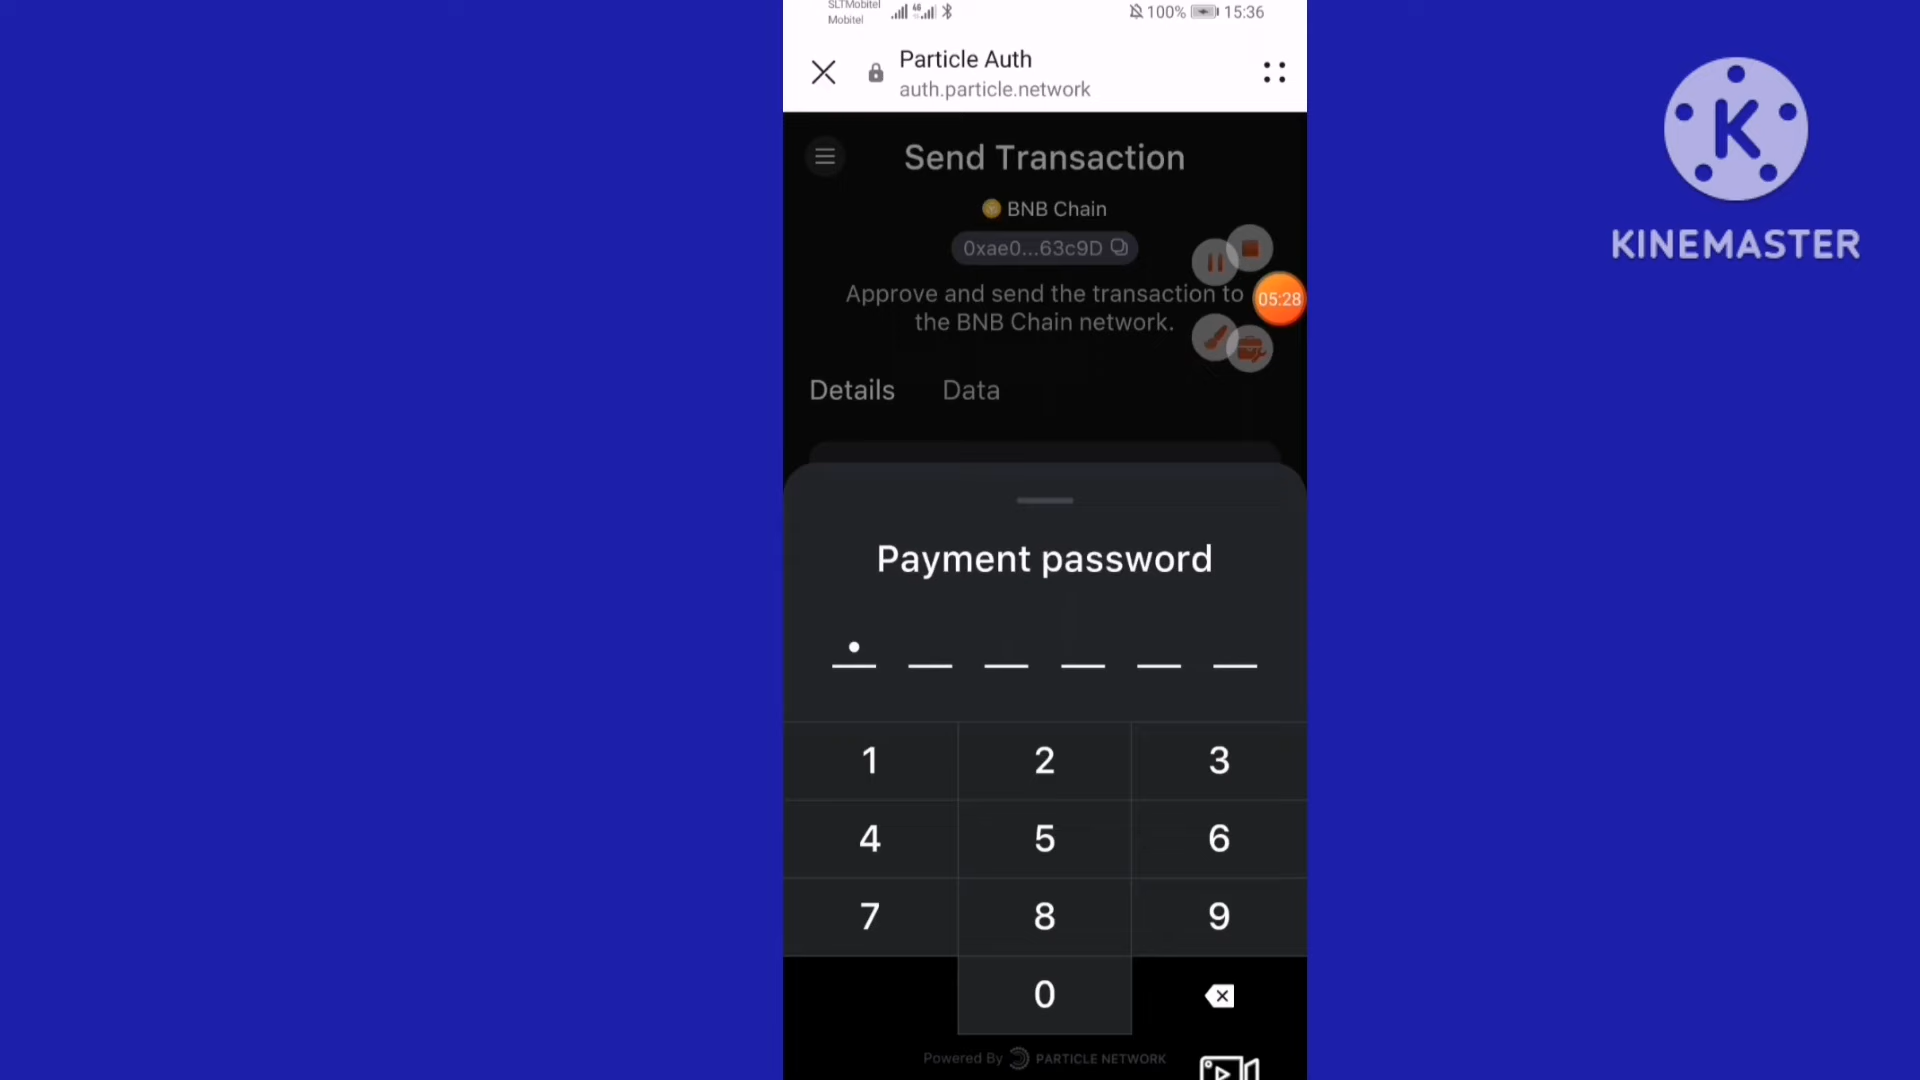 SLTMobitel
Mobitel
4G
100%
15:36
Particle Auth
auth.particle.network
Send Transaction
BNB Chain
0xae0...63c9D
Approve and send the transaction to
the BNB Chain network.
05:28
Details
Data
Payment password
1 2 3
4 5 6
7 8 9
0
Powered By PARTICLE NETWORK
K
KINEMASTER